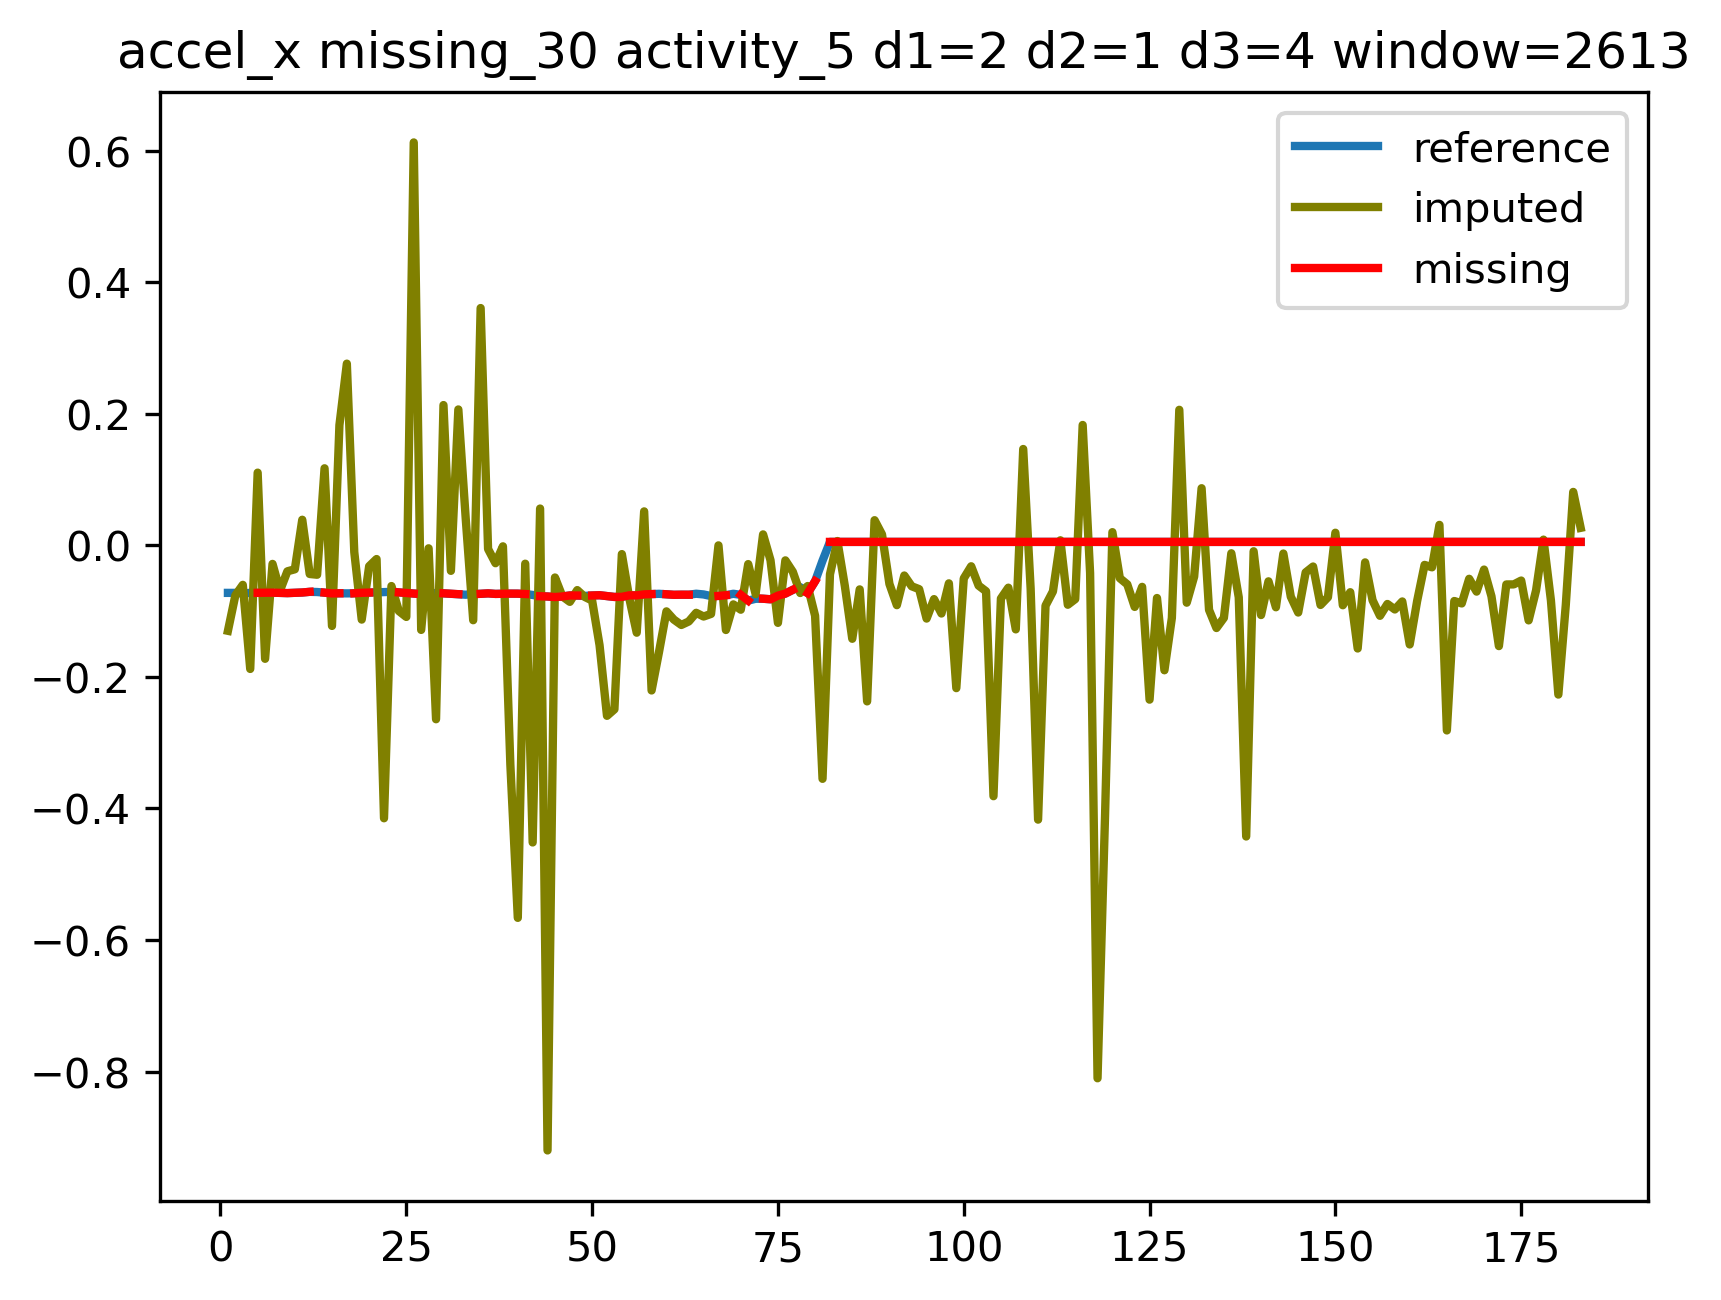 accel_x missing_30 activity_5 d1=2 d2=1 d3=4 window=2613
reference
imputed
missing
0.6
0.4
0.2
0.0
−0.2
−0.4
−0.6
−0.8
0 25 50 75 100 125 150 175